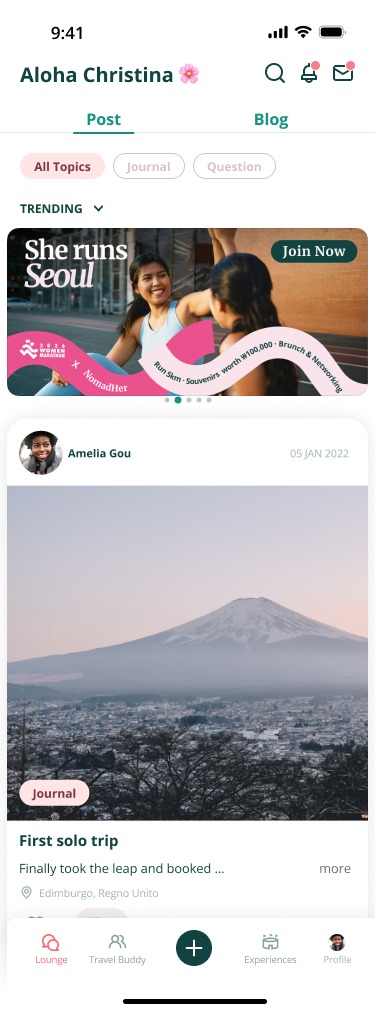 9:41
Aloha Christina 🌸
Post
Blog
All Topics
Journal
Question
TRENDING
She runs
Seoul
Join Now
2026
WOMEN
MARATHON
X NomadHer
Run 5km · Souvenirs worth ₩100,000 · Brunch & Networking
Amelia Gou
05 JAN 2022
Journal
First solo trip
Finally took the leap and booked ...
more
Edimburgo, Regno Unito
Lounge
Travel Buddy
Experiences
Profile